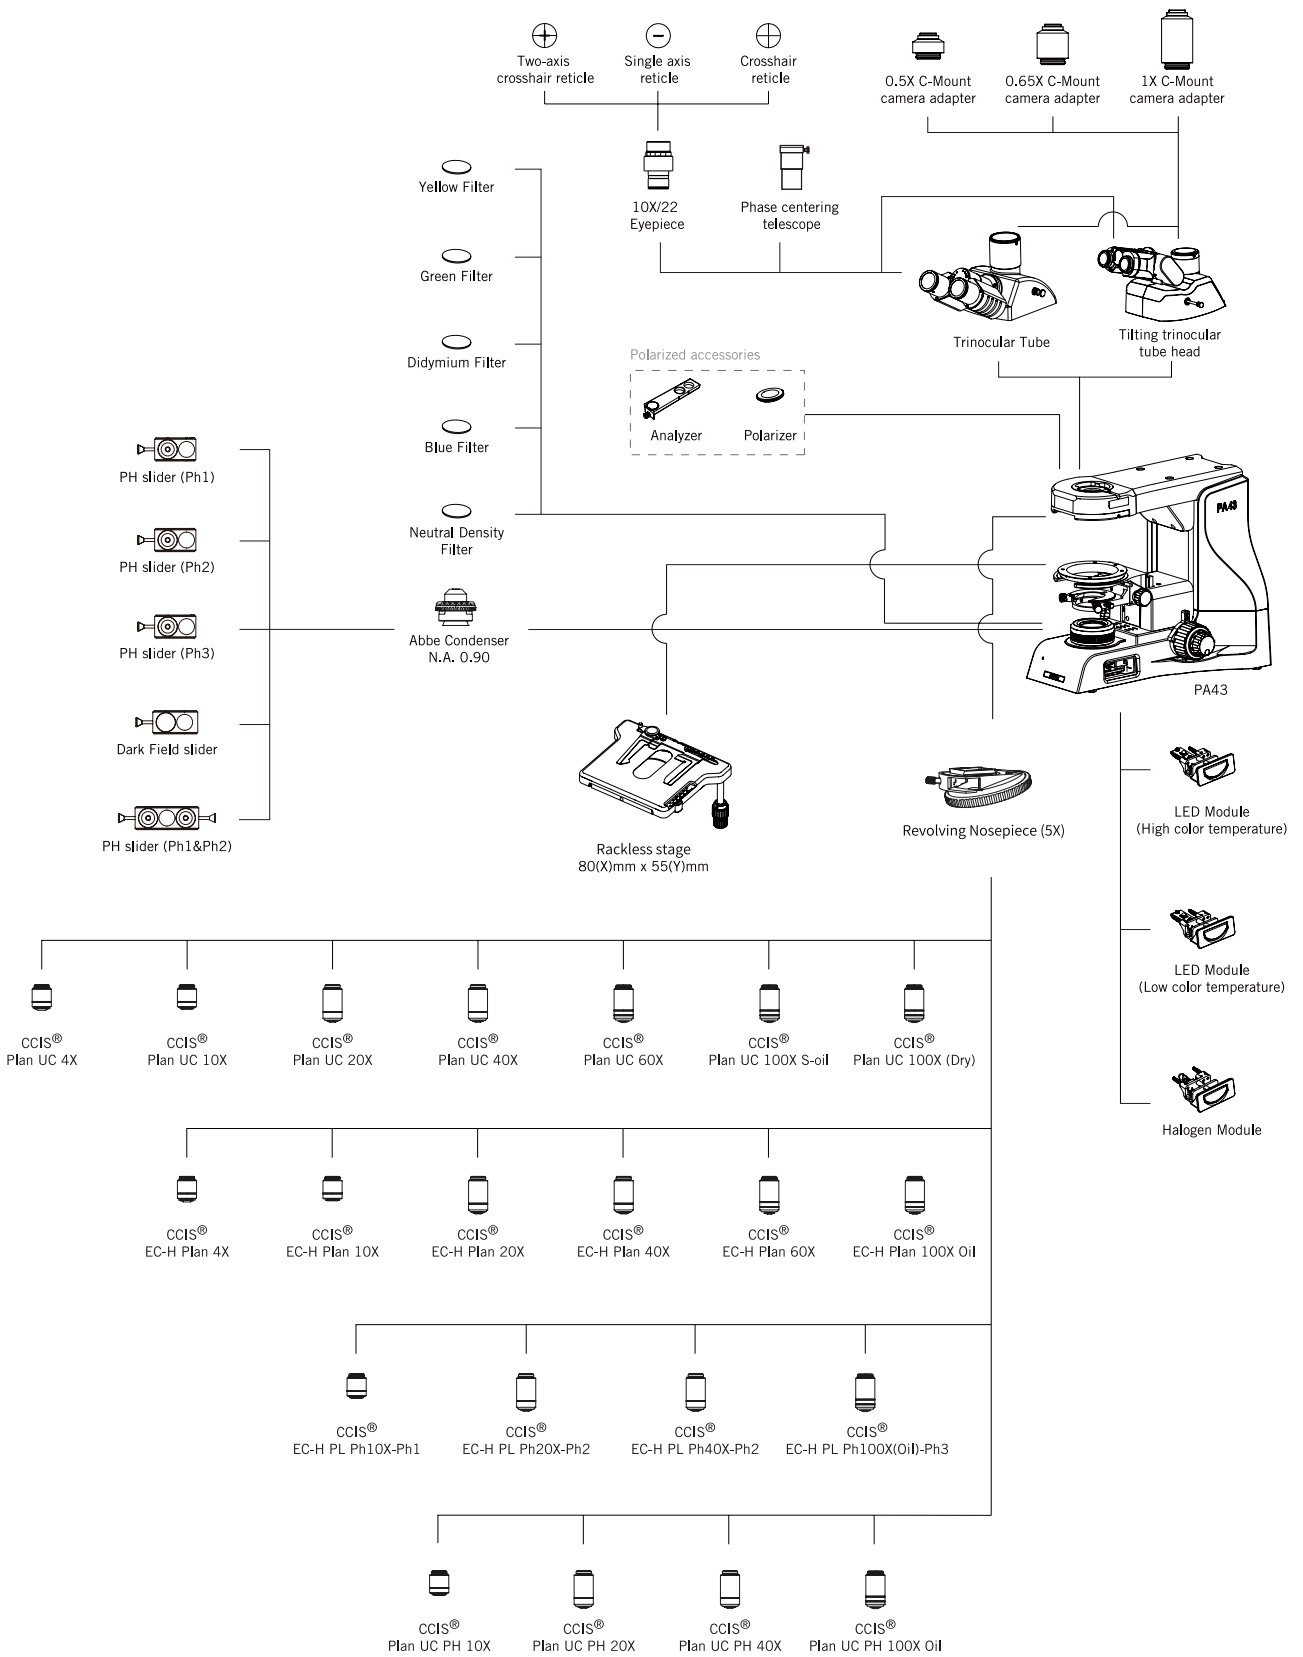 Two-axis
crosshair reticle
Single axis
reticle
Crosshair
reticle
0.5X C-Mount
camera adapter
0.65X C-Mount
camera adapter
1X C-Mount
camera adapter
Yellow Filter
10X/22
Eyepiece
Phase centering
telescope
Green Filter
Trinocular Tube
Tilting trinocular
tube head
Didymium Filter
Polarized accessories
Analyzer
Polarizer
Blue Filter
PH slider (Ph1)
PA43
Neutral Density
Filter
PH slider (Ph2)
Abbe Condenser
N.A. 0.90
PH slider (Ph3)
PA43
Dark Field slider
LED Module
(High color temperature)
Revolving Nosepiece (5X)
PH slider (Ph1&Ph2)
Rackless stage
80(X)mm x 55(Y)mm
LED Module
(Low color temperature)
CCIS®
Plan UC 4X
CCIS®
Plan UC 10X
CCIS®
Plan UC 20X
CCIS®
Plan UC 40X
CCIS®
Plan UC 60X
CCIS®
Plan UC 100X S-oil
CCIS®
Plan UC 100X (Dry)
Halogen Module
CCIS®
EC-H Plan 4X
CCIS®
EC-H Plan 10X
CCIS®
EC-H Plan 20X
CCIS®
EC-H Plan 40X
CCIS®
EC-H Plan 60X
CCIS®
EC-H Plan 100X Oil
CCIS®
EC-H PL Ph10X-Ph1
CCIS®
EC-H PL Ph20X-Ph2
CCIS®
EC-H PL Ph40X-Ph2
CCIS®
EC-H PL Ph100X(Oil)-Ph3
CCIS®
Plan UC PH 10X
CCIS®
Plan UC PH 20X
CCIS®
Plan UC PH 40X
CCIS®
Plan UC PH 100X Oil